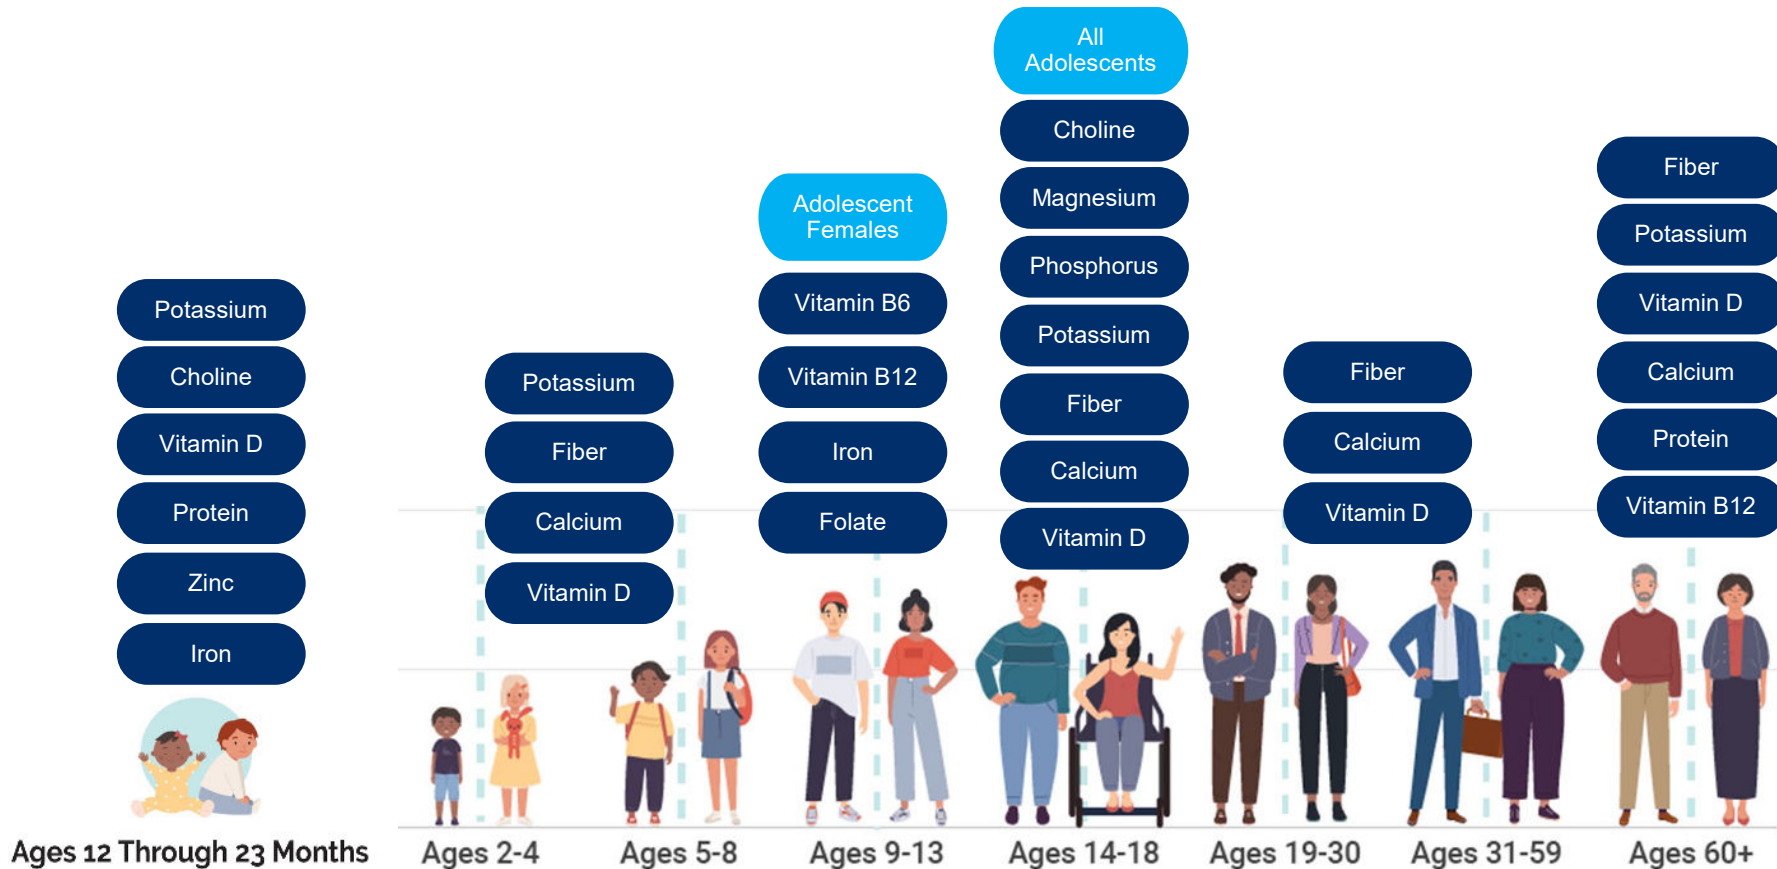 Potassium
Choline
Vitamin D
Protein
Zinc
Iron
Potassium
Fiber
Calcium
Vitamin D
Adolescent
Females
Vitamin B6
Vitamin B12
Iron
Folate
All
Adolescents
Choline
Magnesium
Phosphorus
Potassium
Fiber
Calcium
Vitamin D
Fiber
Calcium
Vitamin D
Fiber
Potassium
Vitamin D
Calcium
Protein
Vitamin B12
Ages 12 Through 23 Months
Ages 2-4
Ages 5-8
Ages 9-13
Ages 14-18
Ages 19-30
Ages 31-59
Ages 60+